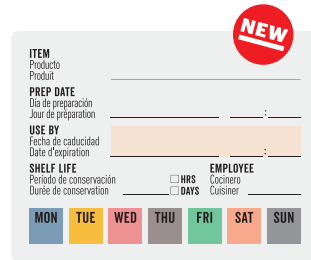 NEW
ITEM
Producto
Produit
PREP DATE
Día de preparación
Jour de préparation
:
USE BY
Fecha de caducidad
Date d'expiration
:
SHELF LIFE EMPLOYEE
Período de conservación HRS Cocinero
Durée de conservation DAYS Cuisiner
MON TUE WED THU FRI SAT SUN